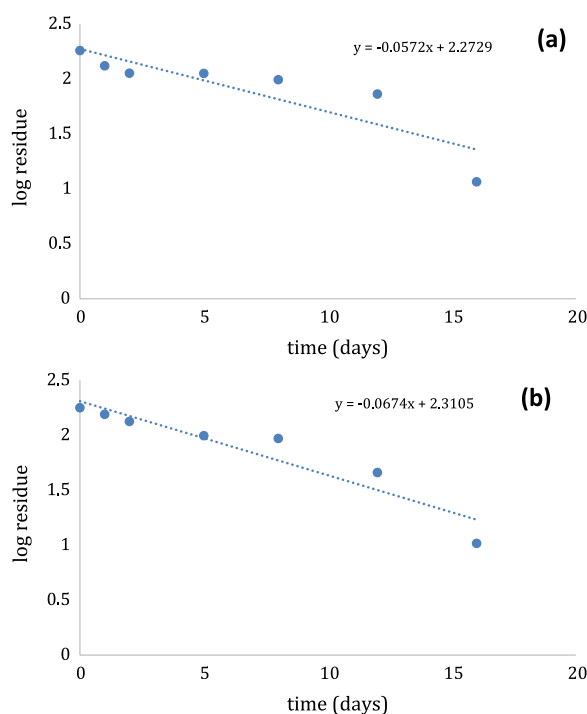 (a)
y = -0.0572x + 2.2729
2.5
2
1.5
1
0.5
0
log residue
0 5 10 15 20
time (days)
(b)
y = -0.0674x + 2.3105
2.5
2
1.5
1
0.5
0
log residue
0 5 10 15 20
time (days)